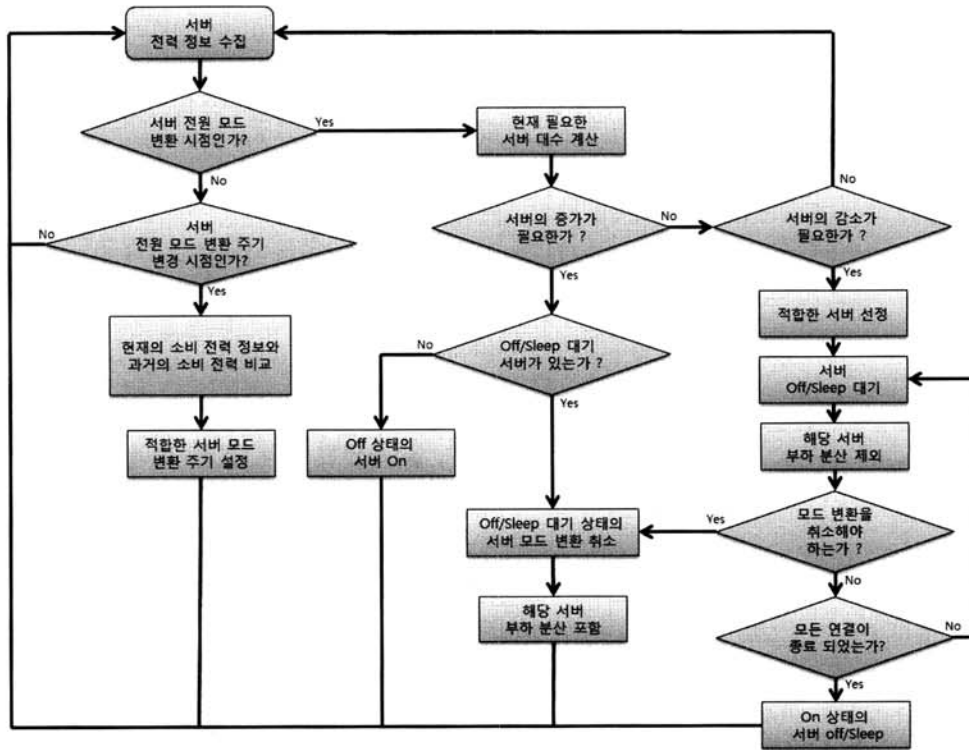 서버
전력 정보 수집
서버 전원 모드
변환 시점인가?
Yes
현재 필요한
서버 대수 계산
No
No
서버
전원 모드 변환 주기
변경 시점인가?
No
서버의 증가가
필요한가 ?
No
서버의 감소가
필요한가 ?
Yes
Yes
Yes
현재의 소비 전력 정보와
과거의 소비 전력 비교
No
Off/Sleep 대기
서버가 있는가 ?
Yes
적합한 서버 선정
서버
Off/Sleep 대기
적합한 서버 모드
변환 주기 설정
Off 상태의
서버 On
해당 서버
부하 분산 제외
Off/Sleep 대기 상태의
서버 모드 변환 취소
Yes
모드 변환을
취소해야
하는가 ?
No
해당 서버
부하 분산 포함
모든 연결이
종료 되었는가?
No
Yes
On 상태의
서버 off/Sleep